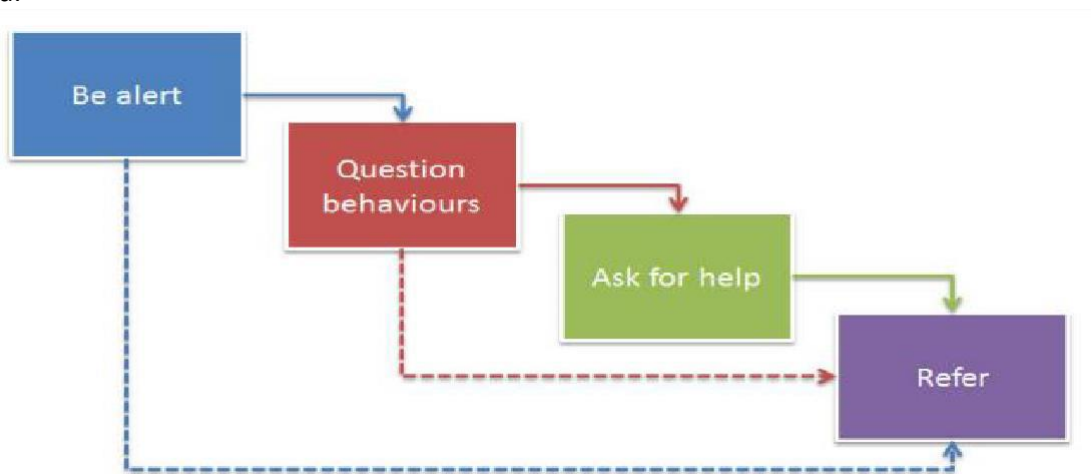 Be alert
Question
behaviours
Ask for help
Refer